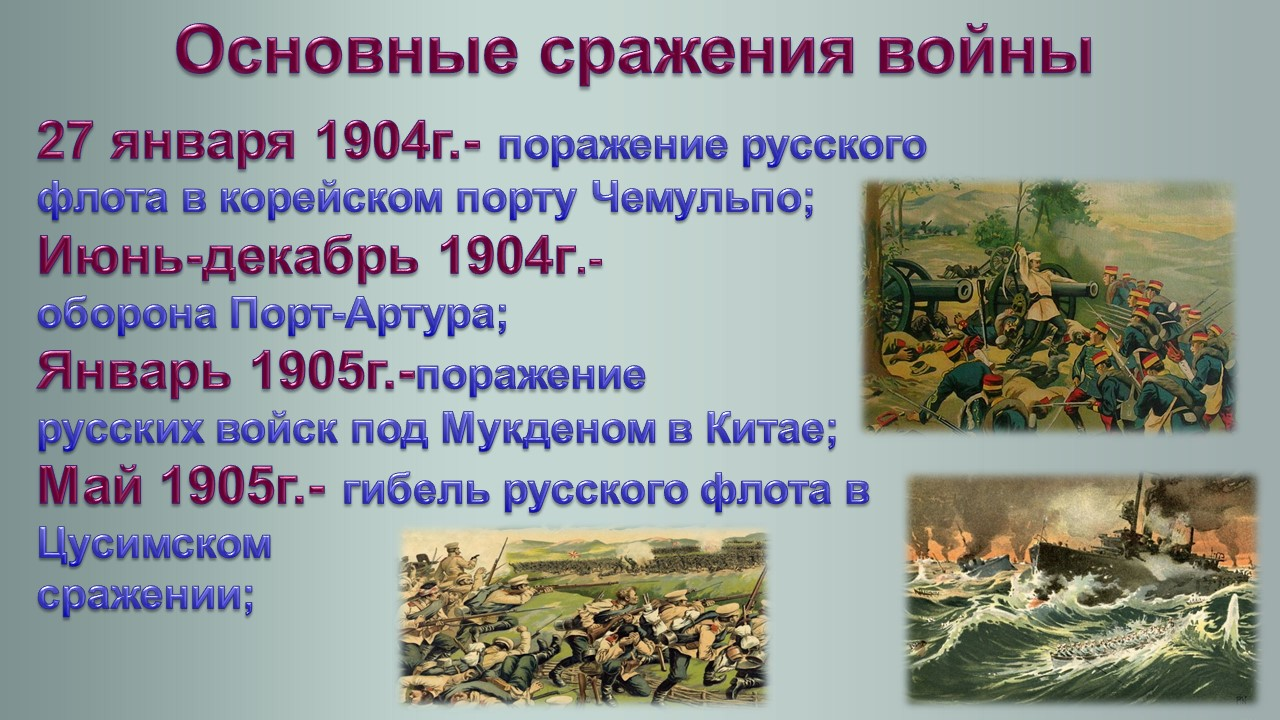 Основные сражения войны
27 января 1904г.- поражение русского
флота в корейском порту Чемульпо;
Июнь-декабрь 1904г.-
оборона Порт-Артура;
Январь 1905г.-поражение
русских войск под Мукденом в Китае;
Май 1905г.- гибель русского флота в
Цусимском
сражении;